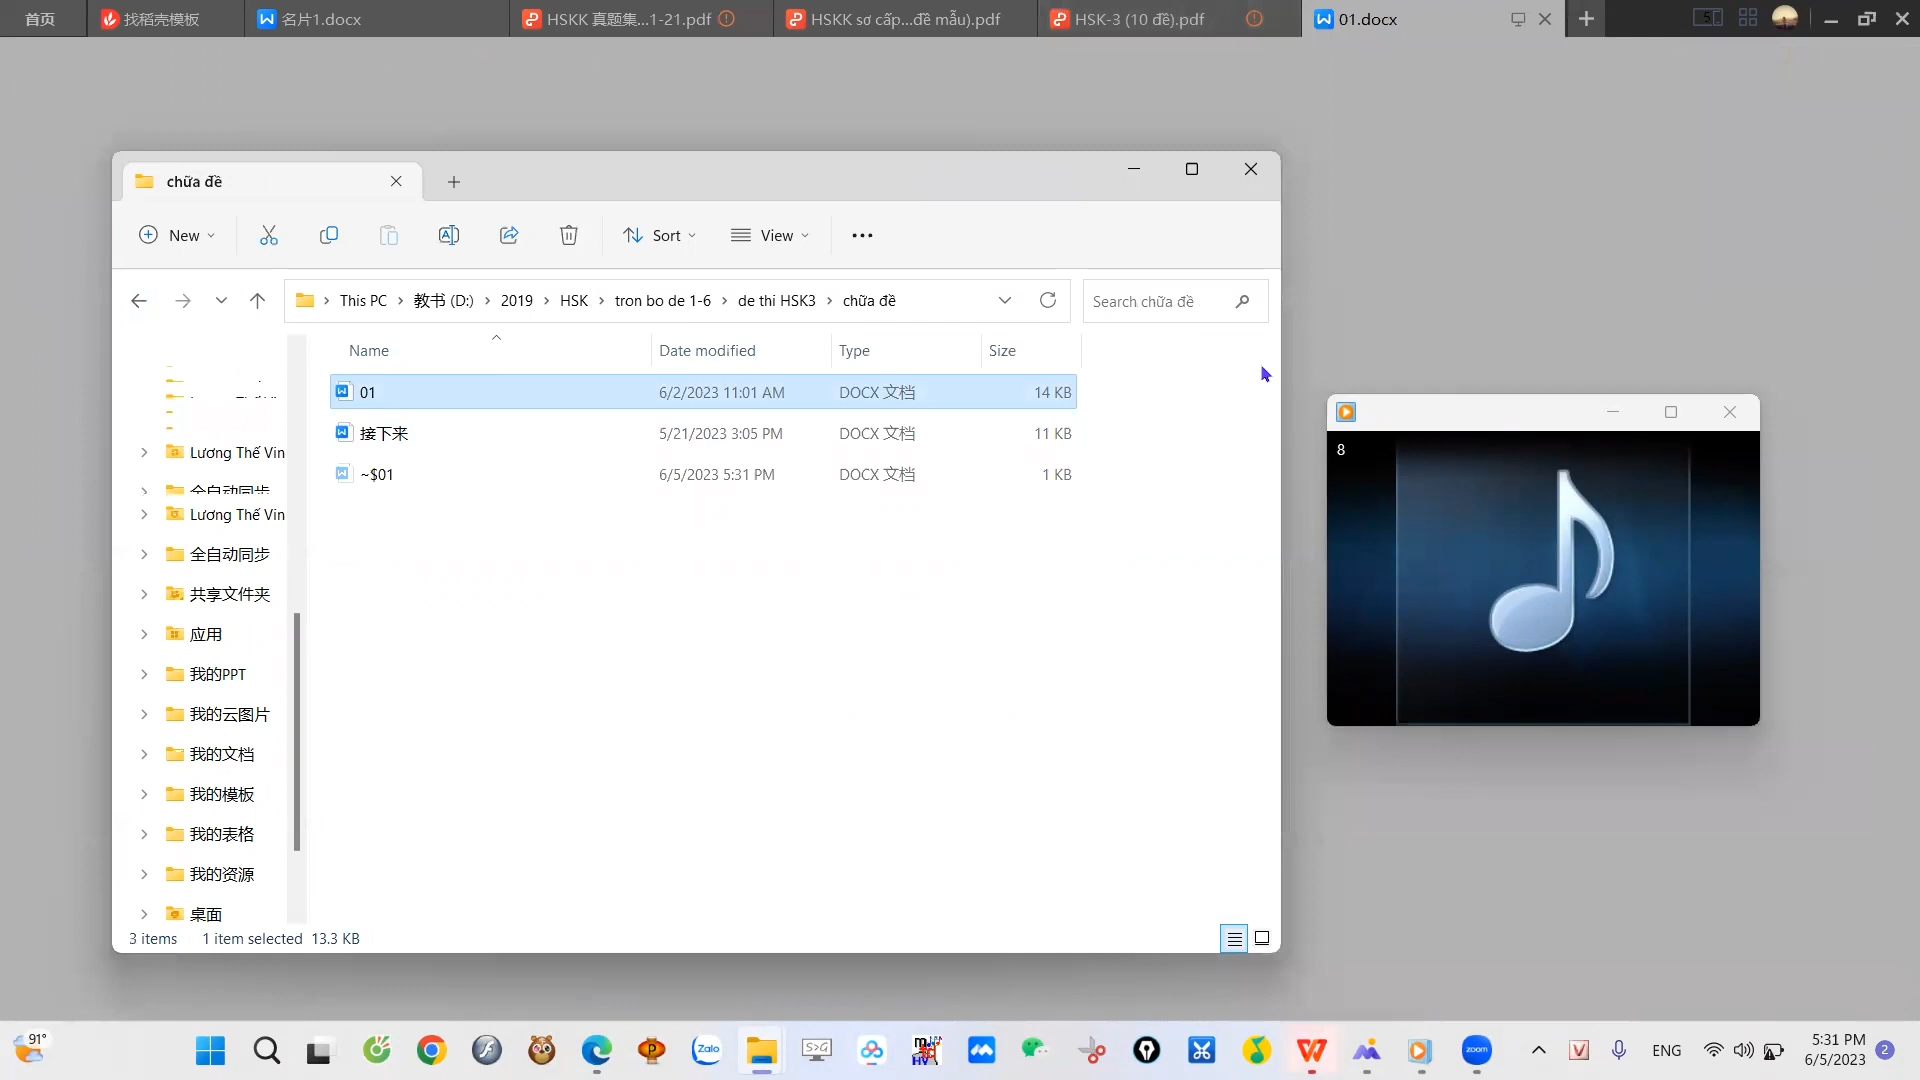 首页
找稻壳模板
名片1.docx
HSKK 真题集...1-21.pdf
HSKK sơ cấp...đề mẫu).pdf
HSK-3 (10 đề).pdf
01.docx
chữa đề
New
Sort
View
This PC
教书 (D:)
2019
HSK
tron bo de 1-6
de thi HSK3
chữa đề
Search chữa đề
Name
Date modified
Type
Size
01
6/2/2023 11:01 AM
DOCX 文档
14 KB
接下来
5/21/2023 3:05 PM
DOCX 文档
11 KB
~$01
6/5/2023 5:31 PM
DOCX 文档
1 KB
Lương Thế Vin
全自动同步
Lương Thế Vin
全自动同步
共享文件夹
应用
我的PPT
我的云图片
我的文档
我的模板
我的表格
我的资源
桌面
3 items
1 item selected 13.3 KB
8
91°
Zalo
zoom
ENG
5:31 PM
6/5/2023
2